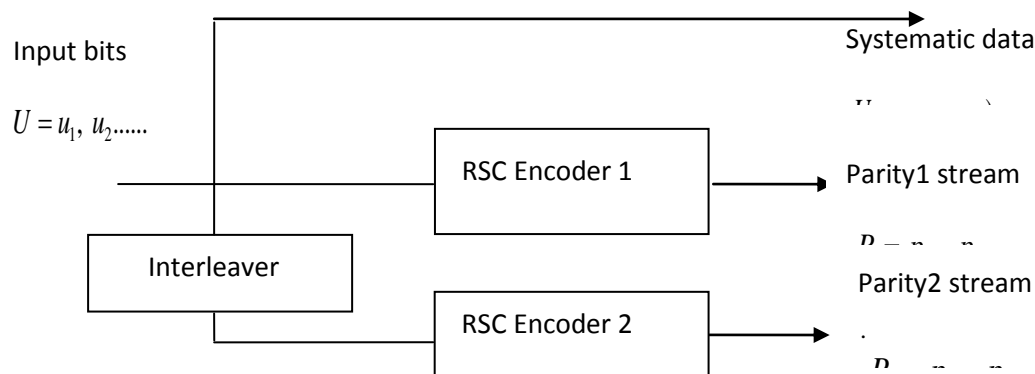 Input bits
U = u₁, u₂......
Systematic data
RSC Encoder 1
Parity1 stream
Interleaver
Parity2 stream
RSC Encoder 2